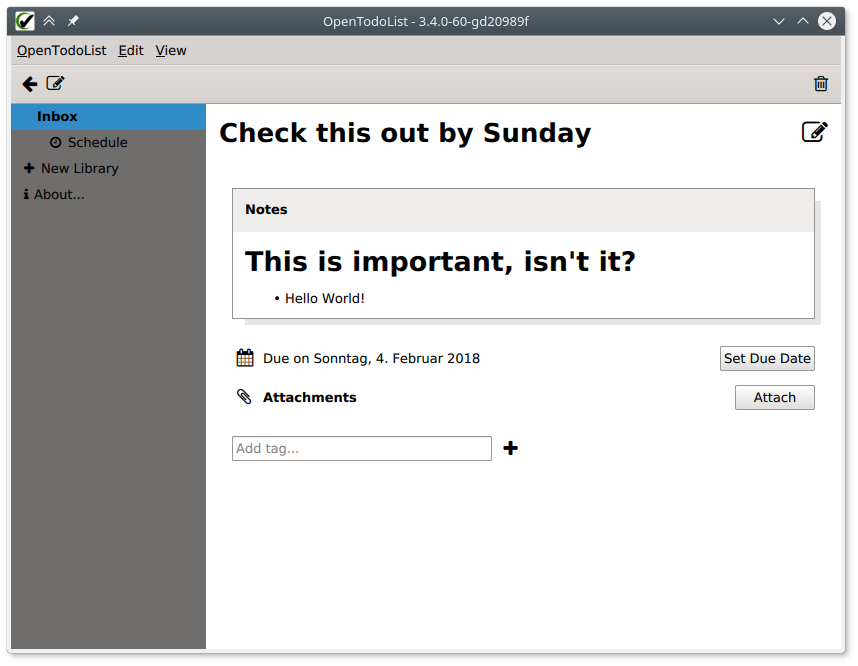 OpenTodoList - 3.4.0-60-gd20989f
OpenTodoList Edit View
Inbox
Schedule
New Library
About...
Check this out by Sunday
Notes
This is important, isn't it?
• Hello World!
Due on Sonntag, 4. Februar 2018
Set Due Date
Attachments
Attach
Add tag...